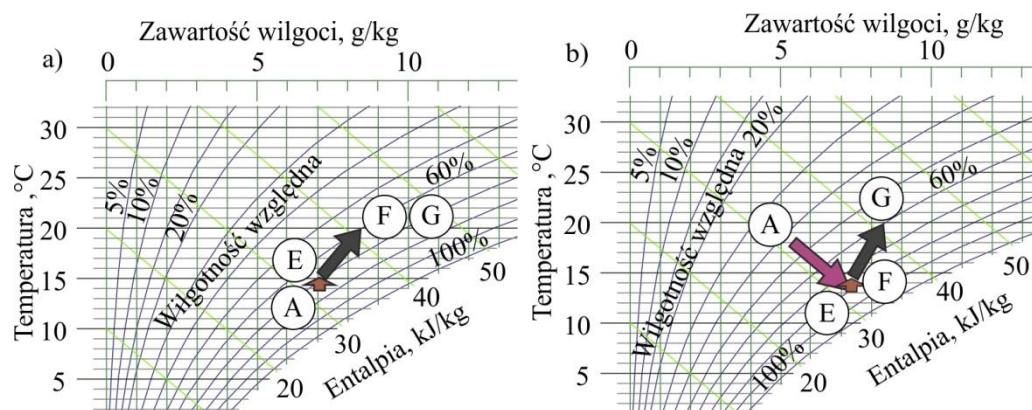 a)
Zawartość wilgoci, g/kg
0 5 10
Temperatura ,°C
30
25
20
15
10
5
5%
10%
20%
Wilgotność względna
60%
100%
E
F
G
A
50
40
30
20
Entalpia, kJ/kg
b)
Zawartość wilgoci, g/kg
0 5 10
Temperatura ,°C
30
25
20
15
10
5
5%
10%
20%
Wilgotność względna
60%
100%
A
G
F
E
50
40
30
20
Entalpia, kJ/kg